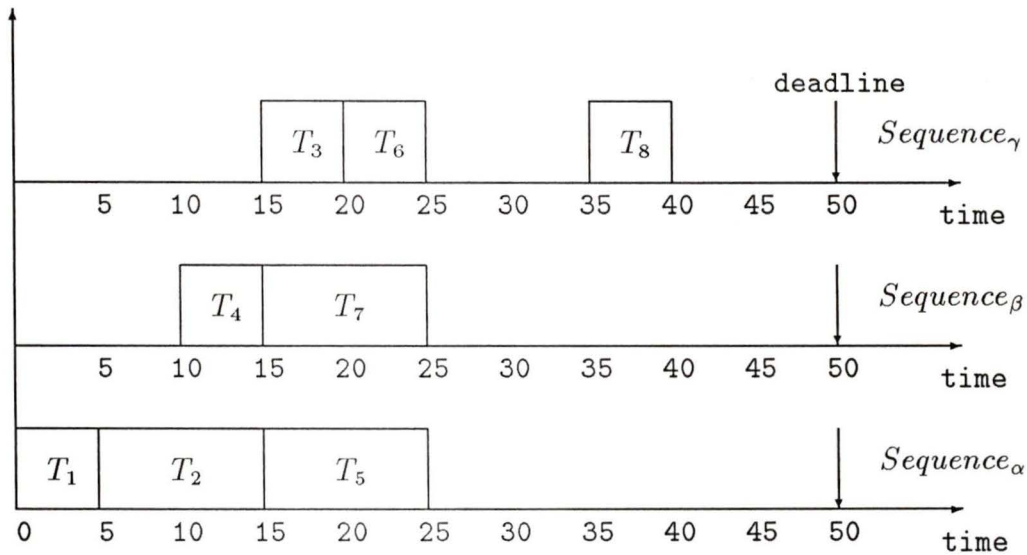 deadline
T₃ T₆ T₈ Sequenceᵧ
5 10 15 20 25 30 35 40 45 50 time
T₄ T₇ Sequenceᵦ
5 10 15 20 25 30 35 40 45 50 time
T₁ T₂ T₅ Sequenceₐ
0 5 10 15 20 25 30 35 40 45 50 time